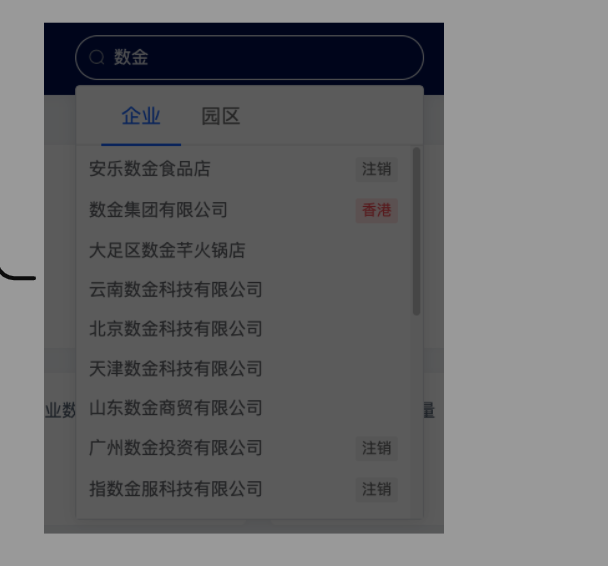 数金
企业 园区
安乐数金食品店 注销
数金集团有限公司 香港
大足区数金芊火锅店
云南数金科技有限公司
北京数金科技有限公司
天津数金科技有限公司
业数 山东数金商贸有限公司 量
广州数金投资有限公司 注销
指数金服科技有限公司 注销